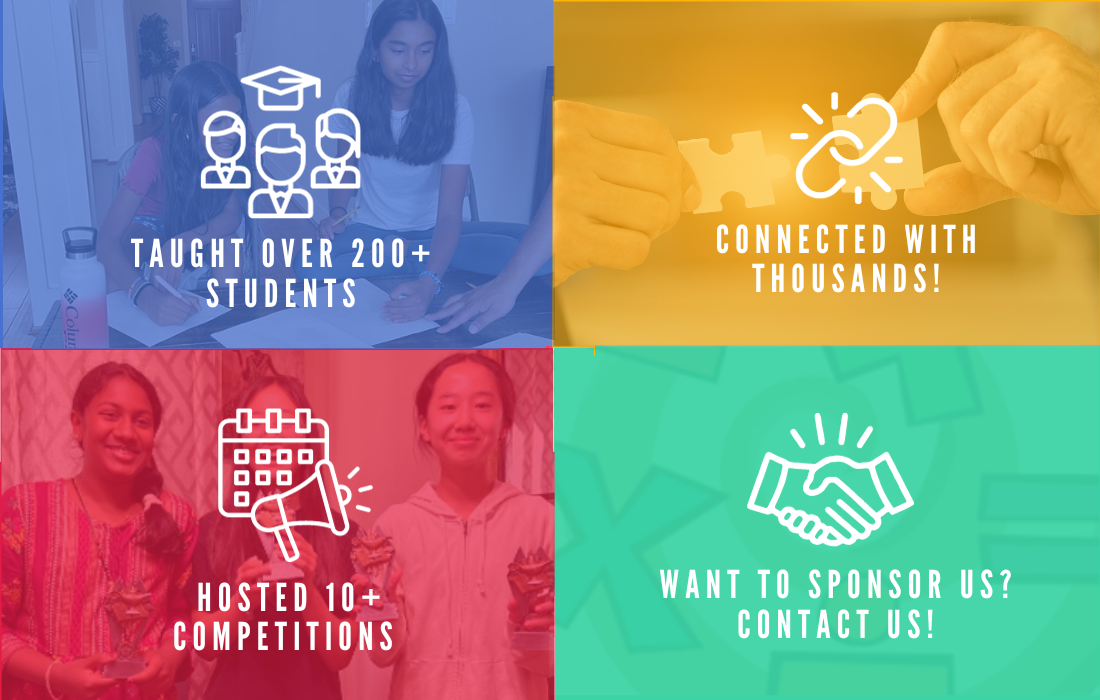 TAUGHT OVER 200+
STUDENTS
CONNECTED WITH
THOUSANDS!
HOSTED 10+
COMPETITIONS
WANT TO SPONSOR US?
CONTACT US!